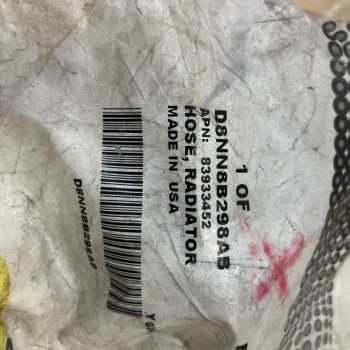 1 OF
D8NN8B298AB
APN: 83933452
HOSE, RADIATOR
MADE IN USA
D8NN8B298AB